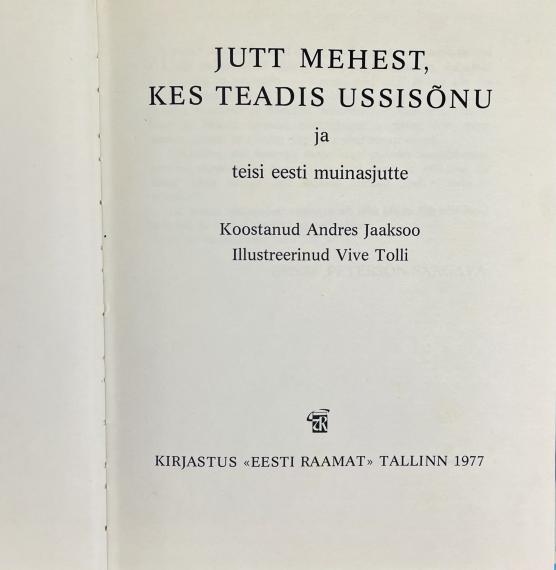 JUTT MEHEST,
KES TEADIS USSISÕNU
ja
teisi eesti muinasjutte
Koostanud Andres Jaaksoo
Illustreerinud Vive Tolli
KIRJASTUS «EESTI RAAMAT» TALLINN 1977